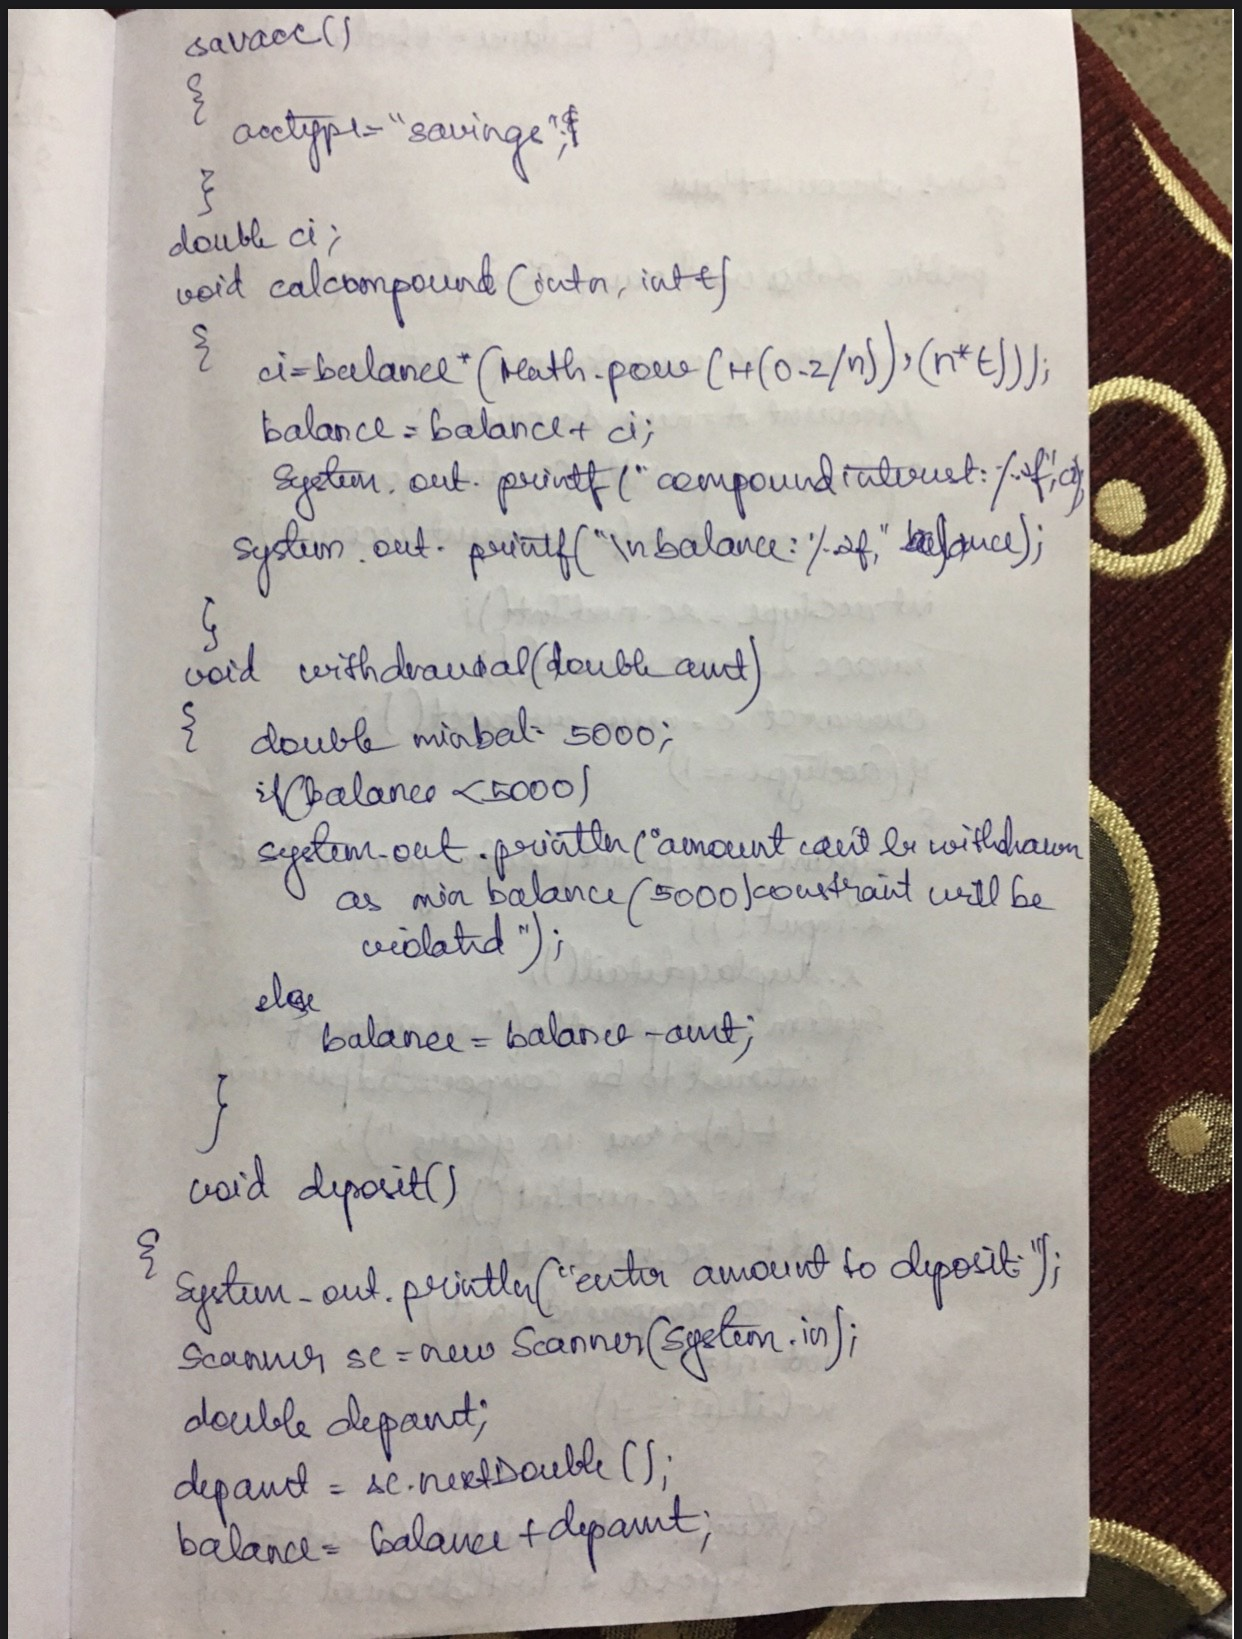 savacc()
{
acctype="savings";
}
double ci;
void calcompound (int n, int t)
{
ci=balance*(Math.pow(1+(0.2/n)),(n*t)));
balance = balance + ci;
System.out.printf("compound interest:%.2f",ci);
system.out.printf("\n balance:%.2f," balance);
}
void withdrawal(double amt)
{ double minbal = 5000;
if(balance <5000)
system.out.println("amount can't be withdrawn
as min balance(5000)constraint will be
violated");
else
balance = balance - amt;
}
void deposit()
{
System.out.println("enter amount to deposit:");
Scanner sc = new Scanner(System.in);
double depamt;
depamt = sc.nextDouble();
balance = balance + depamt;